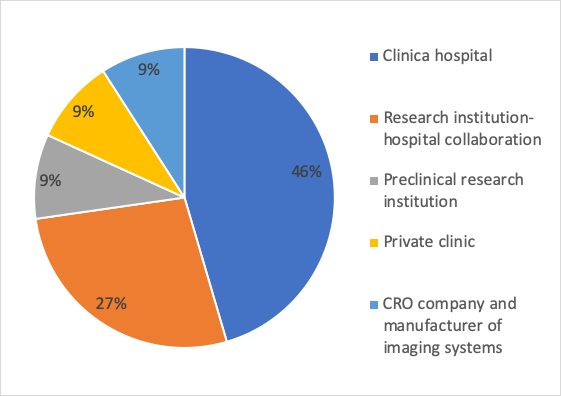 9%
Clinica hospital
9%
Research institution-
hospital collaboration
46%
9%
Preclinical research
institution
Private clinic
27%
CRO company and
manufacturer of
imaging systems